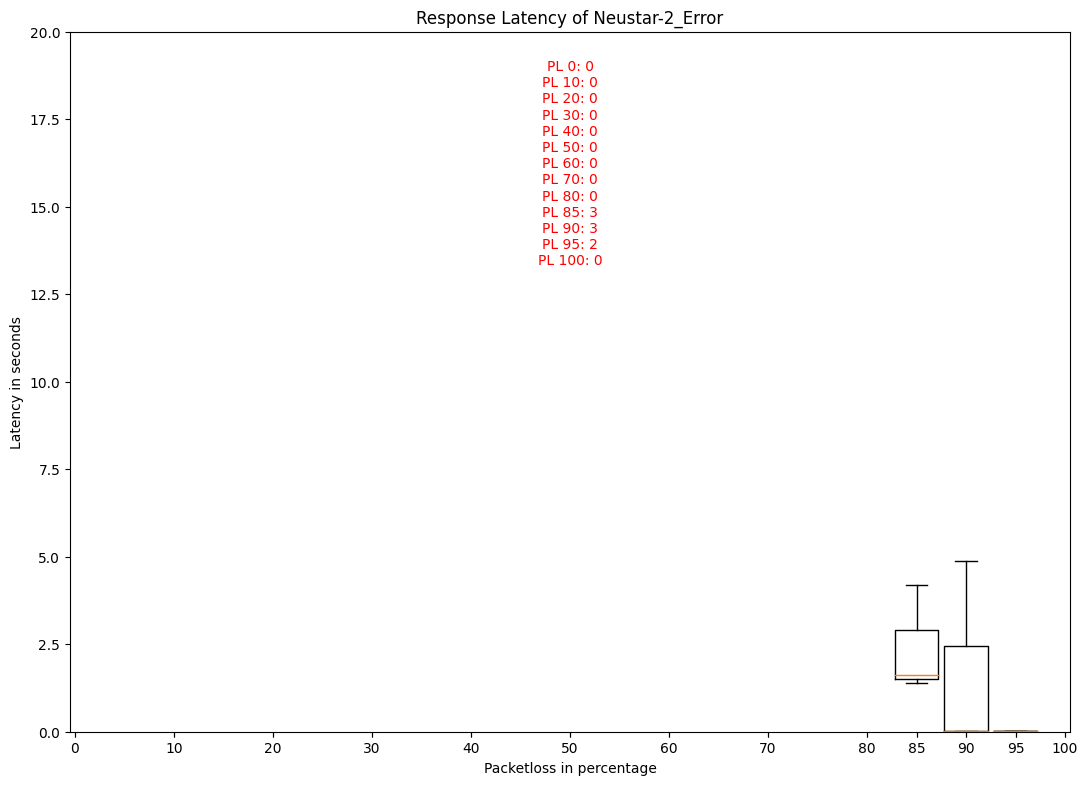 Response Latency of Neustar-2_Error
20.0
17.5
15.0
12.5
10.0
7.5
5.0
2.5
0.0
Latency in seconds
PL 0: 0
PL 10: 0
PL 20: 0
PL 30: 0
PL 40: 0
PL 50: 0
PL 60: 0
PL 70: 0
PL 80: 0
PL 85: 3
PL 90: 3
PL 95: 2
PL 100: 0
0 10 20 30 40 50 60 70 80 85 90 95 100
Packetloss in percentage